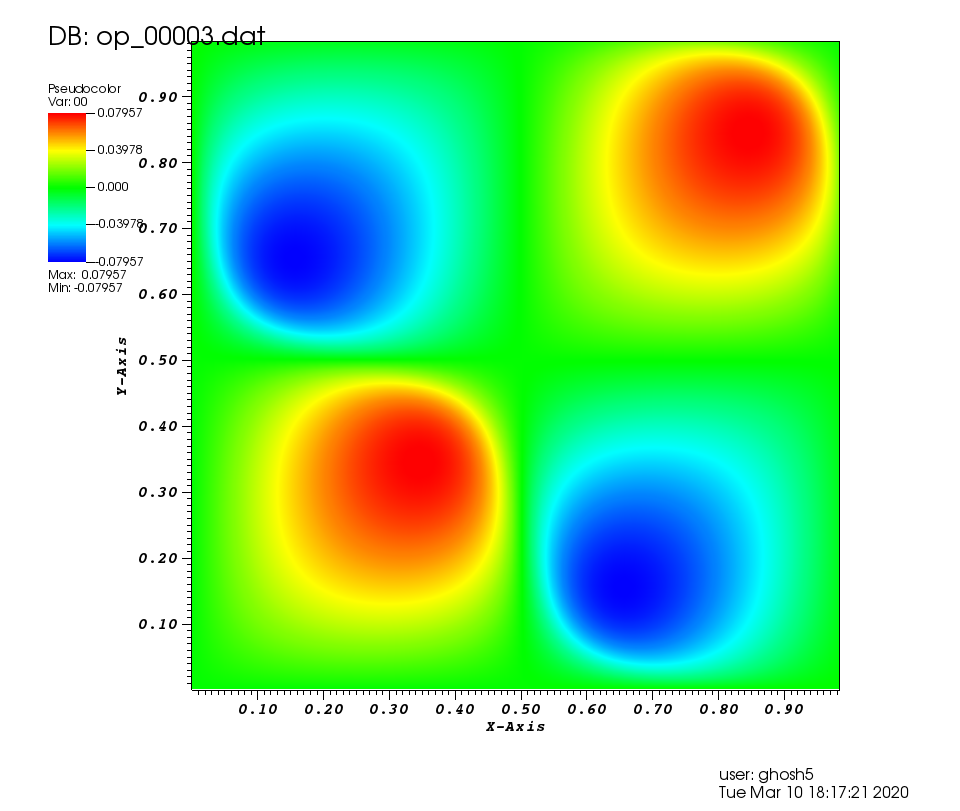 DB: op_00003.dat
Pseudocolor
Var: 00
0.07957
0.03978
0.000
-0.03978
-0.07957
Max: 0.07957
Min: -0.07957
0.90
0.80
0.70
0.60
0.50
0.40
0.30
0.20
0.10
Y-Axis
0.10 0.20 0.30 0.40 0.50 0.60 0.70 0.80 0.90
X-Axis
user: ghosh5
Tue Mar 10 18:17:21 2020